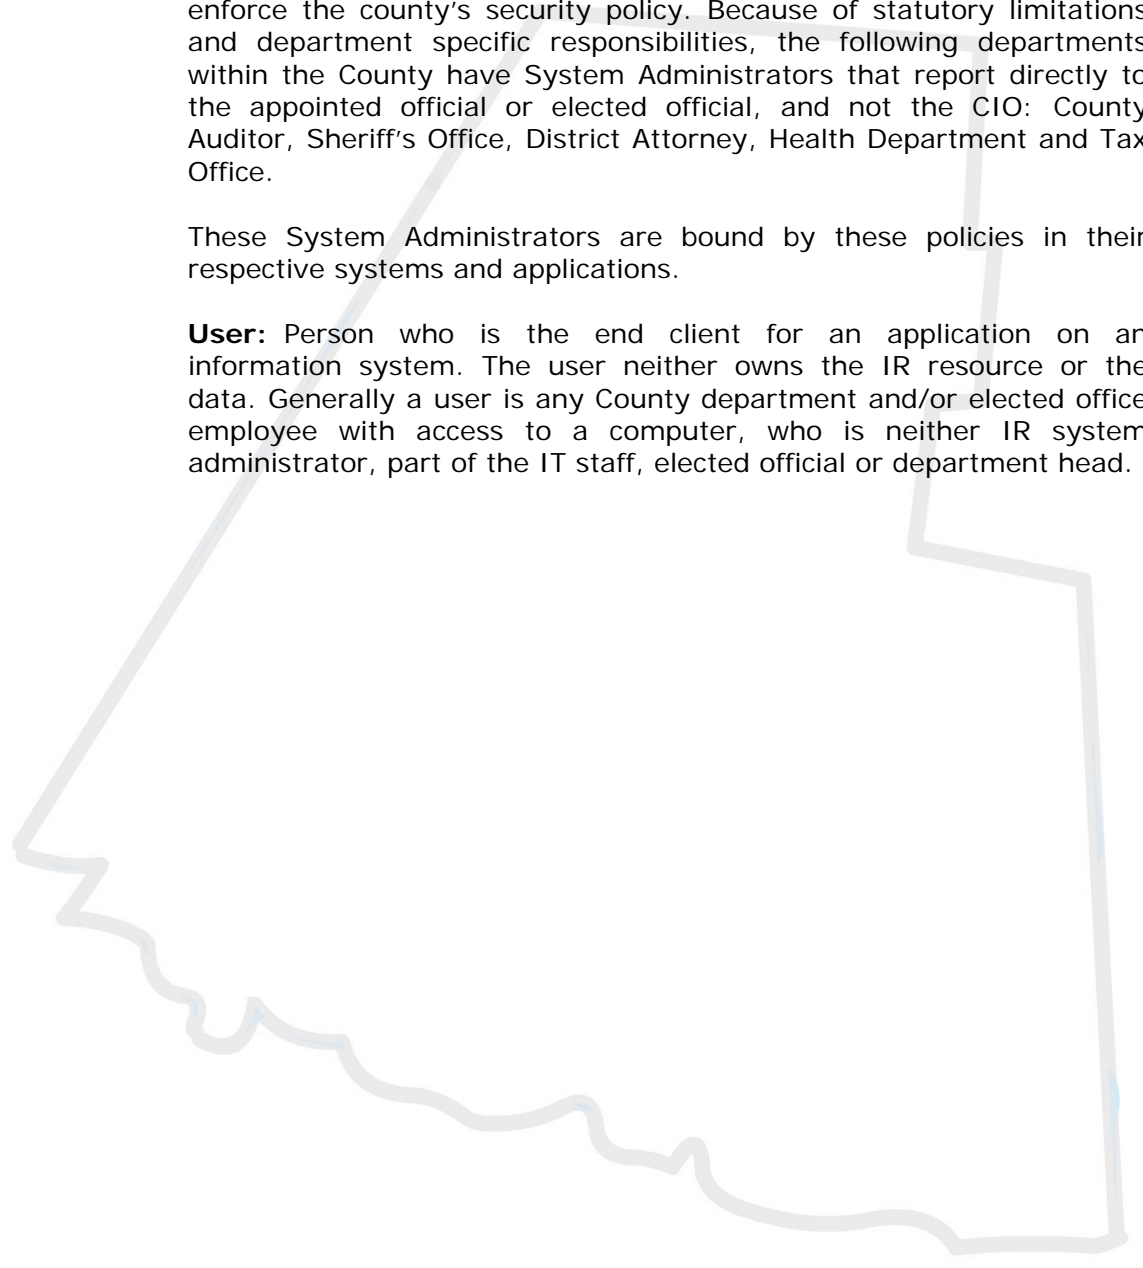 enforce the county's security policy. Because of statutory limitations
and department specific responsibilities, the following departments
within the County have System Administrators that report directly to
the appointed official or elected official, and not the CIO: County
Auditor, Sheriff's Office, District Attorney, Health Department and Tax
Office.
These System Administrators are bound by these policies in their
respective systems and applications.
User: Person who is the end client for an application on an
information system. The user neither owns the IR resource or the
data. Generally a user is any County department and/or elected office
employee with access to a computer, who is neither IR system
administrator, part of the IT staff, elected official or department head.